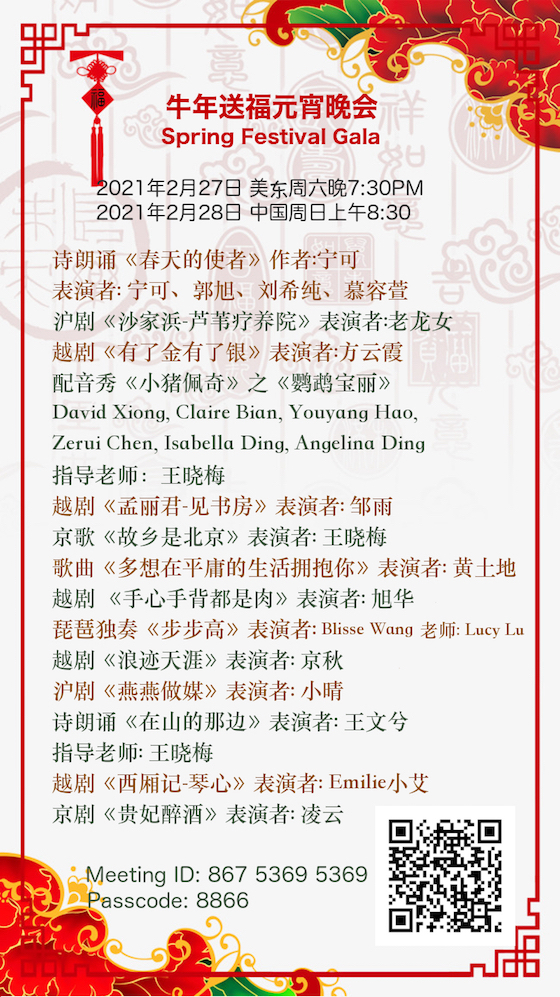 福
牛年送福元宵晚会
Spring Festival Gala
2021年2月27日 美东周六晚7:30PM
2021年2月28日 中国周日上午8:30
诗朗诵《春天的使者》作者:宁可
表演者: 宁可、郭旭、刘希纯、慕容萱
沪剧《沙家浜-芦苇疗养院》表演者:老龙女
越剧《有了金有了银》表演者:方云霞
配音秀《小猪佩奇》之《鹦鹉宝丽》
David Xiong, Claire Bian, Youyang Hao,
Zerui Chen, Isabella Ding, Angelina Ding
指导老师: 王晓梅
越剧《孟丽君-见书房》表演者: 邹雨
京歌《故乡是北京》表演者: 王晓梅
歌曲《多想在平庸的生活拥抱你》表演者: 黄土地
越剧 《手心手背都是肉》表演者: 旭华
琵琶独奏《步步高》表演者: Blisse Wang 老师: Lucy Lu
越剧《浪迹天涯》表演者: 京秋
沪剧《燕燕做媒》表演者: 小晴
诗朗诵《在山的那边》表演者: 王文兮
指导老师: 王晓梅
越剧《西厢记-琴心》表演者: Emilie小艾
京剧《贵妃醉酒》表演者: 凌云
Meeting ID: 867 5369 5369
Passcode: 8866